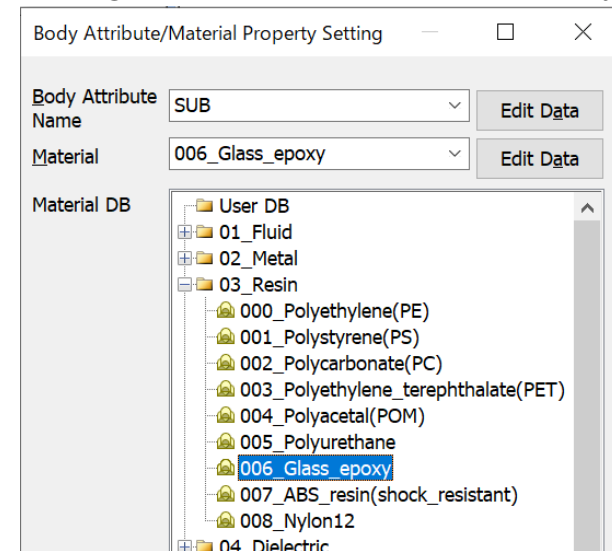 Body Attribute/Material Property Setting
Body Attribute Name
SUB
Edit Data
Material
006_Glass_epoxy
Edit Data
Material DB
User DB
01_Fluid
02_Metal
03_Resin
000_Polyethylene(PE)
001_Polystyrene(PS)
002_Polycarbonate(PC)
003_Polyethylene_terephthalate(PET)
004_Polyacetal(POM)
005_Polyurethane
006_Glass_epoxy
007_ABS_resin(shock_resistant)
008_Nylon12
04_Dielectric